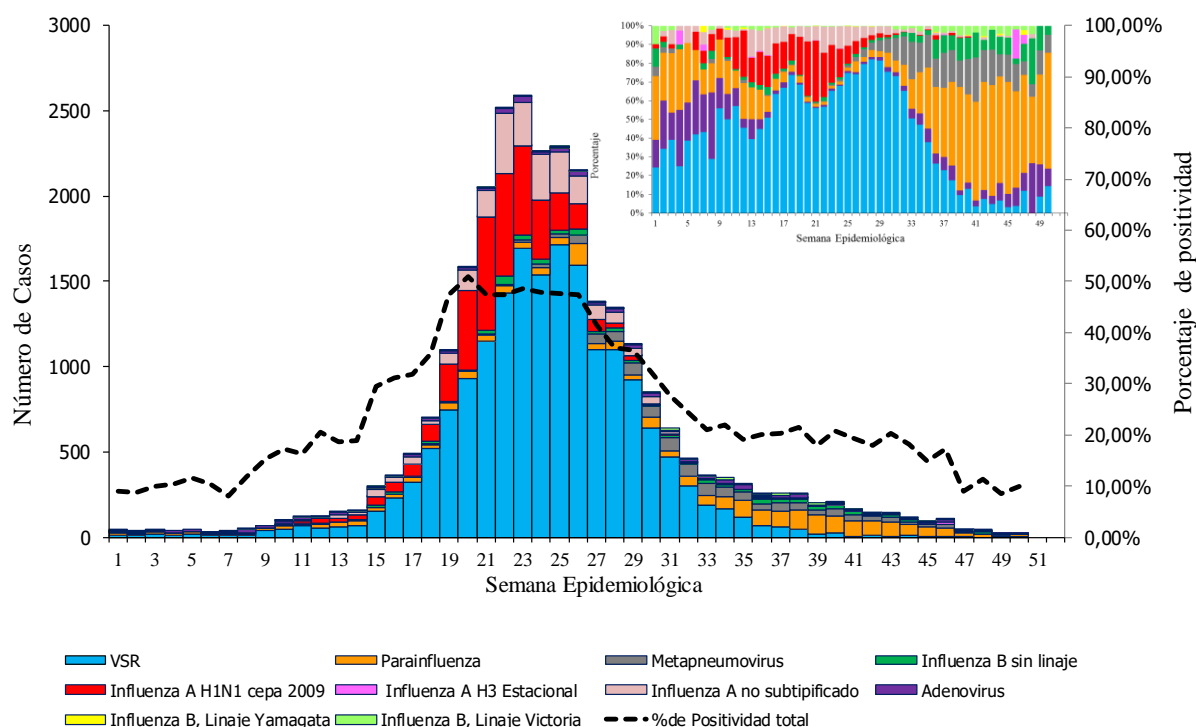 3000
2500
2000
1500
1000
500
0
Número de Casos
100,00%
90,00%
80,00%
70,00%
60,00%
50,00%
40,00%
30,00%
20,00%
10,00%
0,00%
Porcentaje de positividad
1 3 5 7 9 11 13 15 17 19 21 23 25 27 29 31 33 35 37 39 41 43 45 47 49 51
Semana Epidemiológica
100%
90%
80%
70%
60%
50%
40%
30%
20%
10%
0%
Porcentaje
1 5 9 13 17 21 25 29 33 37 41 45 49
Semana Epidemiológica
VSR Parainfluenza Metapneumovirus Influenza B sin linaje
Influenza A H1N1 cepa 2009 Influenza A H3 Estacional Influenza A no subtipificado Adenovirus
Influenza B, Linaje Yamagata Influenza B, Linaje Victoria %de Positividad total